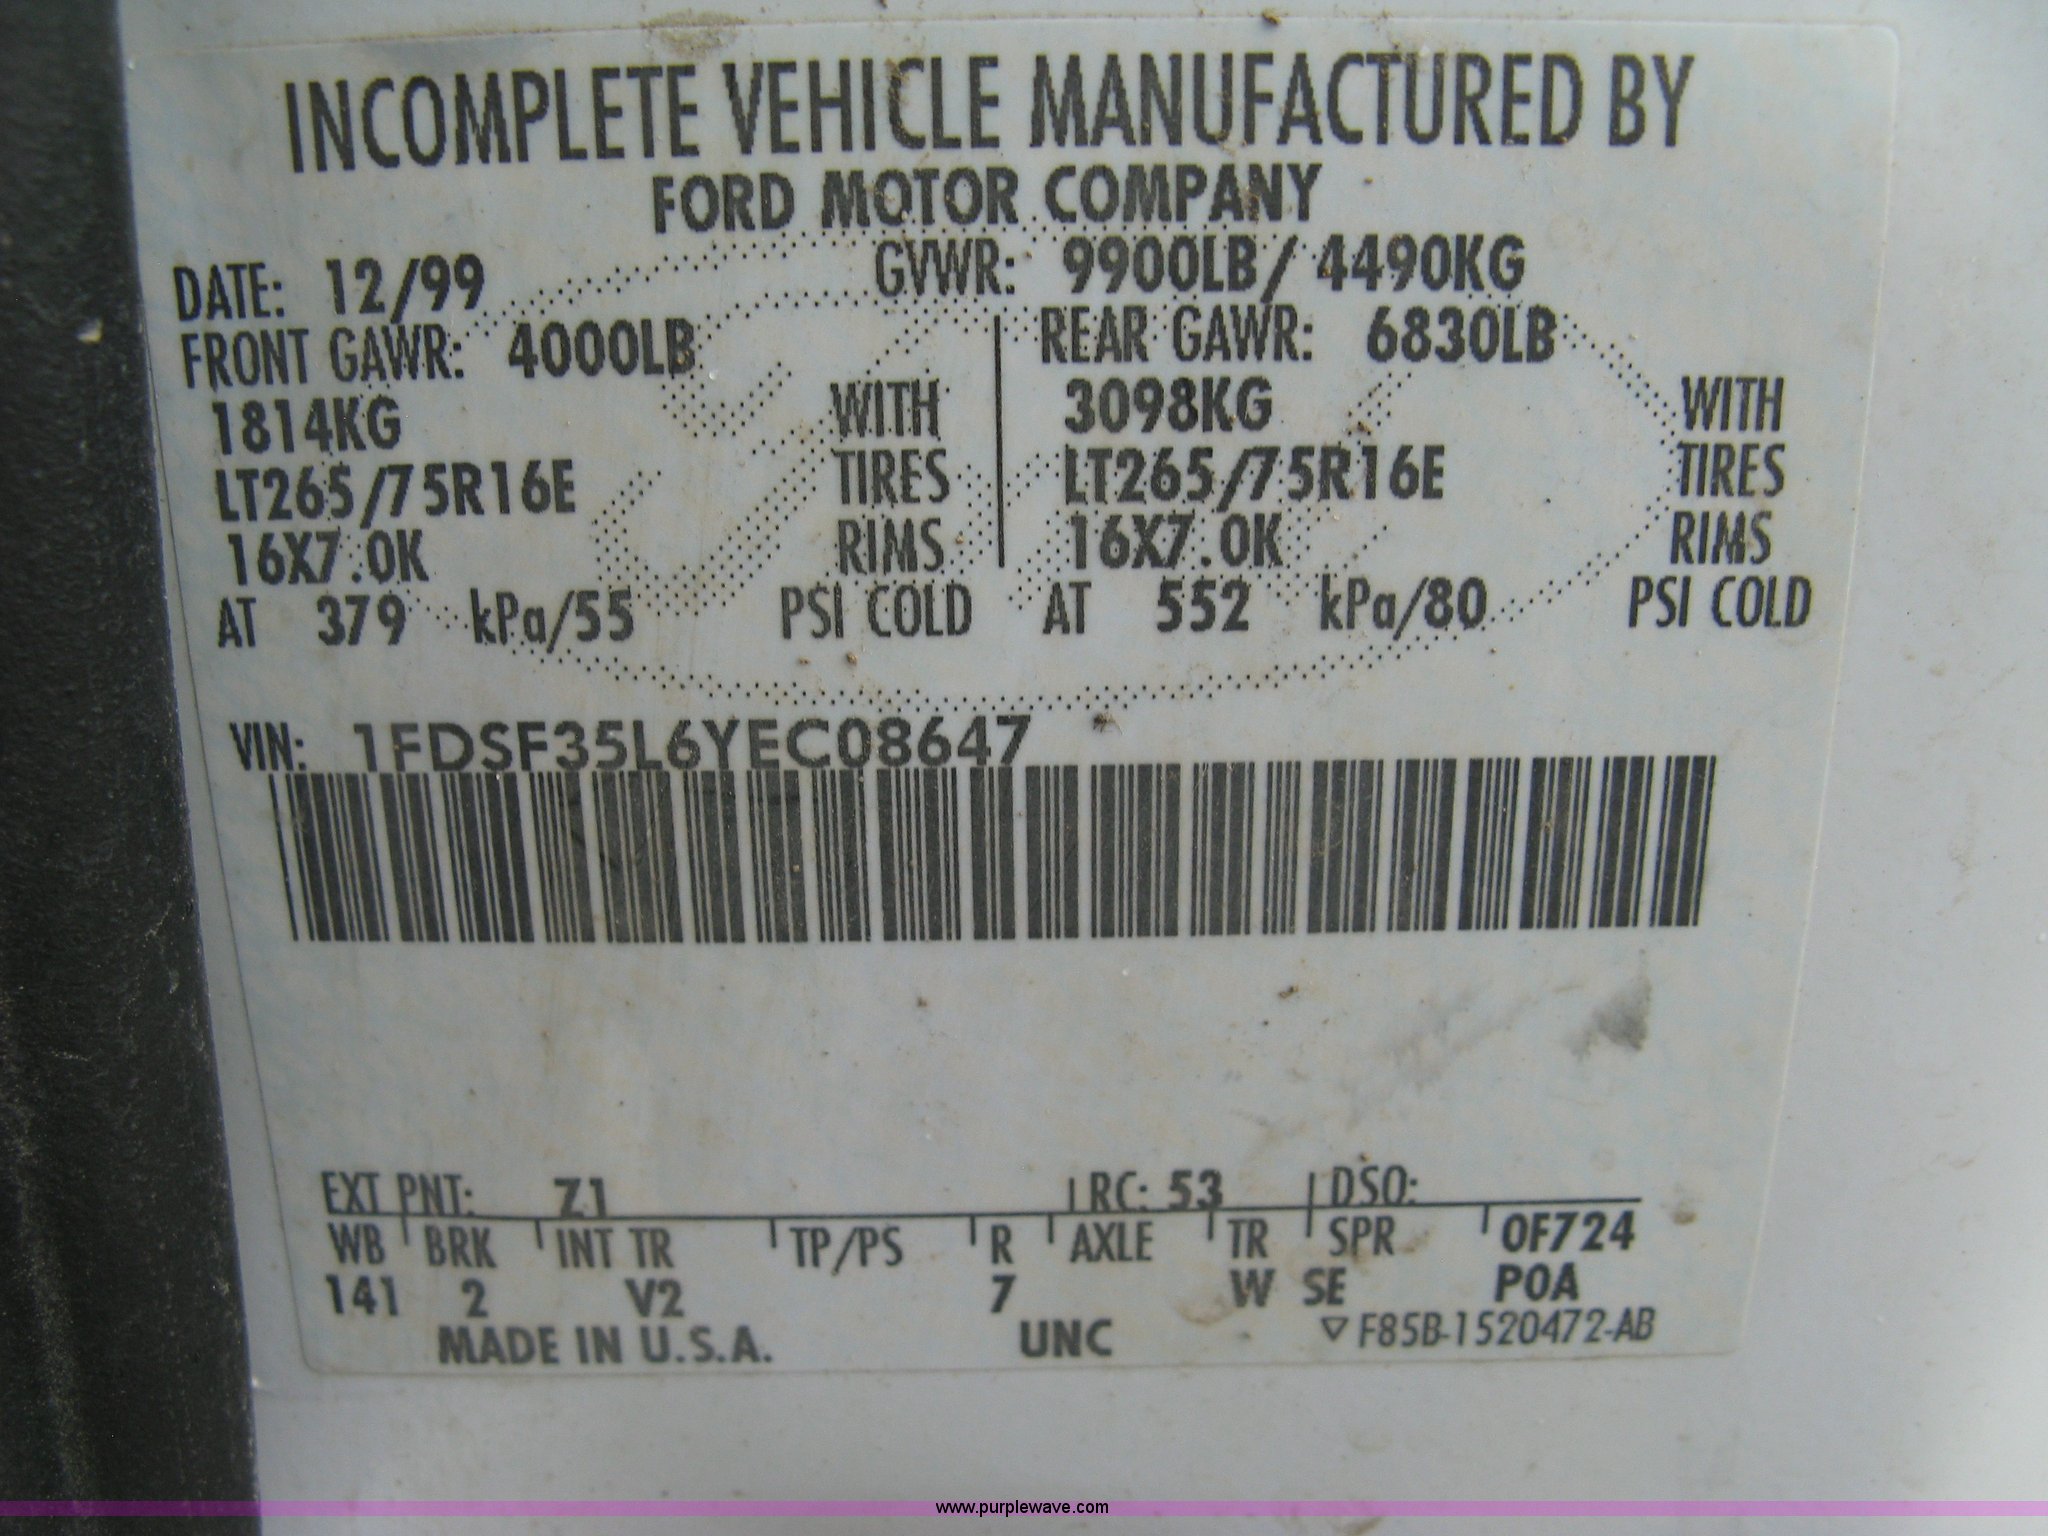 INCOMPLETE VEHICLE MANUFACTURED BY
FORD MOTOR COMPANY
DATE: 12/99 GVWR: 9900LB/ 4490KG
FRONT GAWR: 4000LB REAR GAWR: 6830LB
1814KG WITH 3098KG WITH
LT265/75R16E TIRES LT265/75R16E TIRES
16X7.0K RIMS 16X7.0K RIMS
AT 379 kPa/55 PSI COLD AT 552 kPa/80 PSI COLD
VIN: 1FDSF35L6YEC08647
EXT PNT: Z1 RC: 53 DSO:
WB BRK INT TR TP/PS R AXLE TR SPR 0F724
141 2 V2 7 W SE POA
MADE IN U.S.A. UNC ▽ F85B-1520472-AB
www.purplewave.com